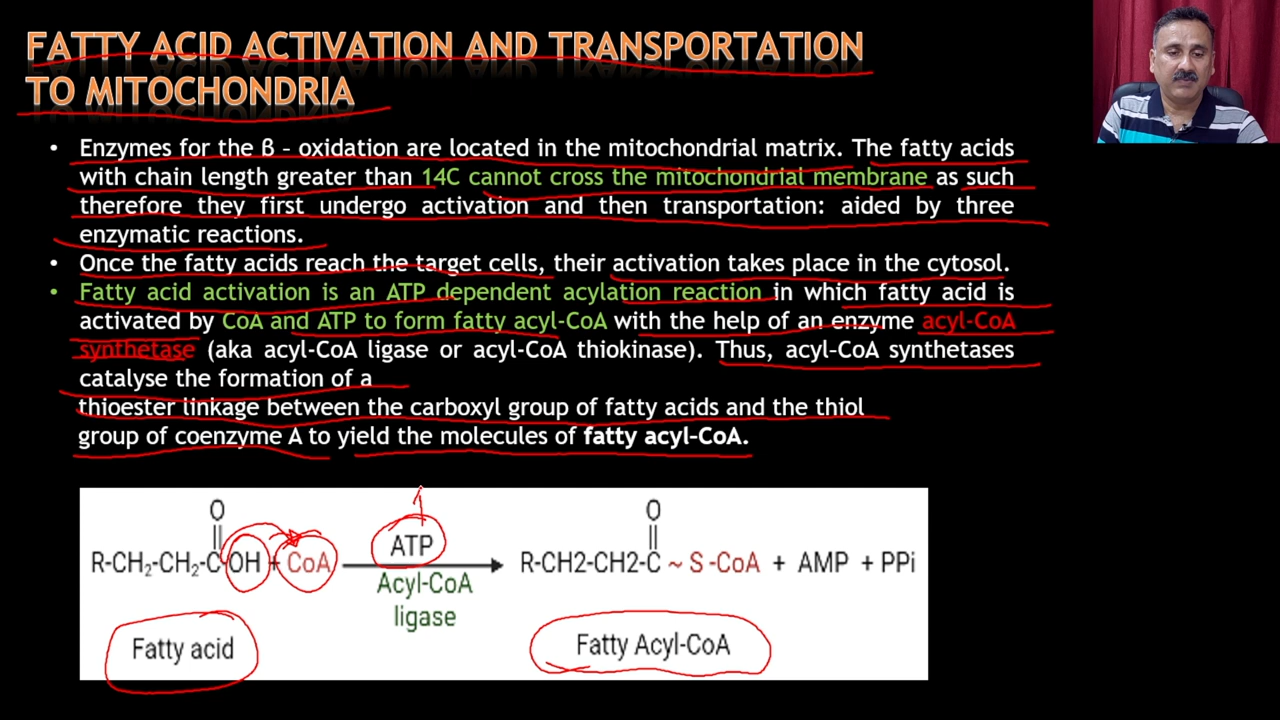 FATTY ACID ACTIVATION AND TRANSPORTATION
TO MITOCHONDRIA
• Enzymes for the β – oxidation are located in the mitochondrial matrix. The fatty acids
with chain length greater than 14C cannot cross the mitochondrial membrane as such
therefore they first undergo activation and then transportation: aided by three
enzymatic reactions.
• Once the fatty acids reach the target cells, their activation takes place in the cytosol.
• Fatty acid activation is an ATP dependent acylation reaction in which fatty acid is
activated by CoA and ATP to form fatty acyl-CoA with the help of an enzyme acyl-CoA
synthetase (aka acyl-CoA ligase or acyl-CoA thiokinase). Thus, acyl–CoA synthetases
catalyse the formation of a
thioester linkage between the carboxyl group of fatty acids and the thiol
group of coenzyme A to yield the molecules of fatty acyl–CoA.
1
O O
|| ||
ATP
R-CH₂-CH₂-C OH + CoA R-CH2-CH2-C ~ S -CoA + AMP + PPi
Acyl-CoA
ligase
Fatty acid Fatty Acyl-CoA